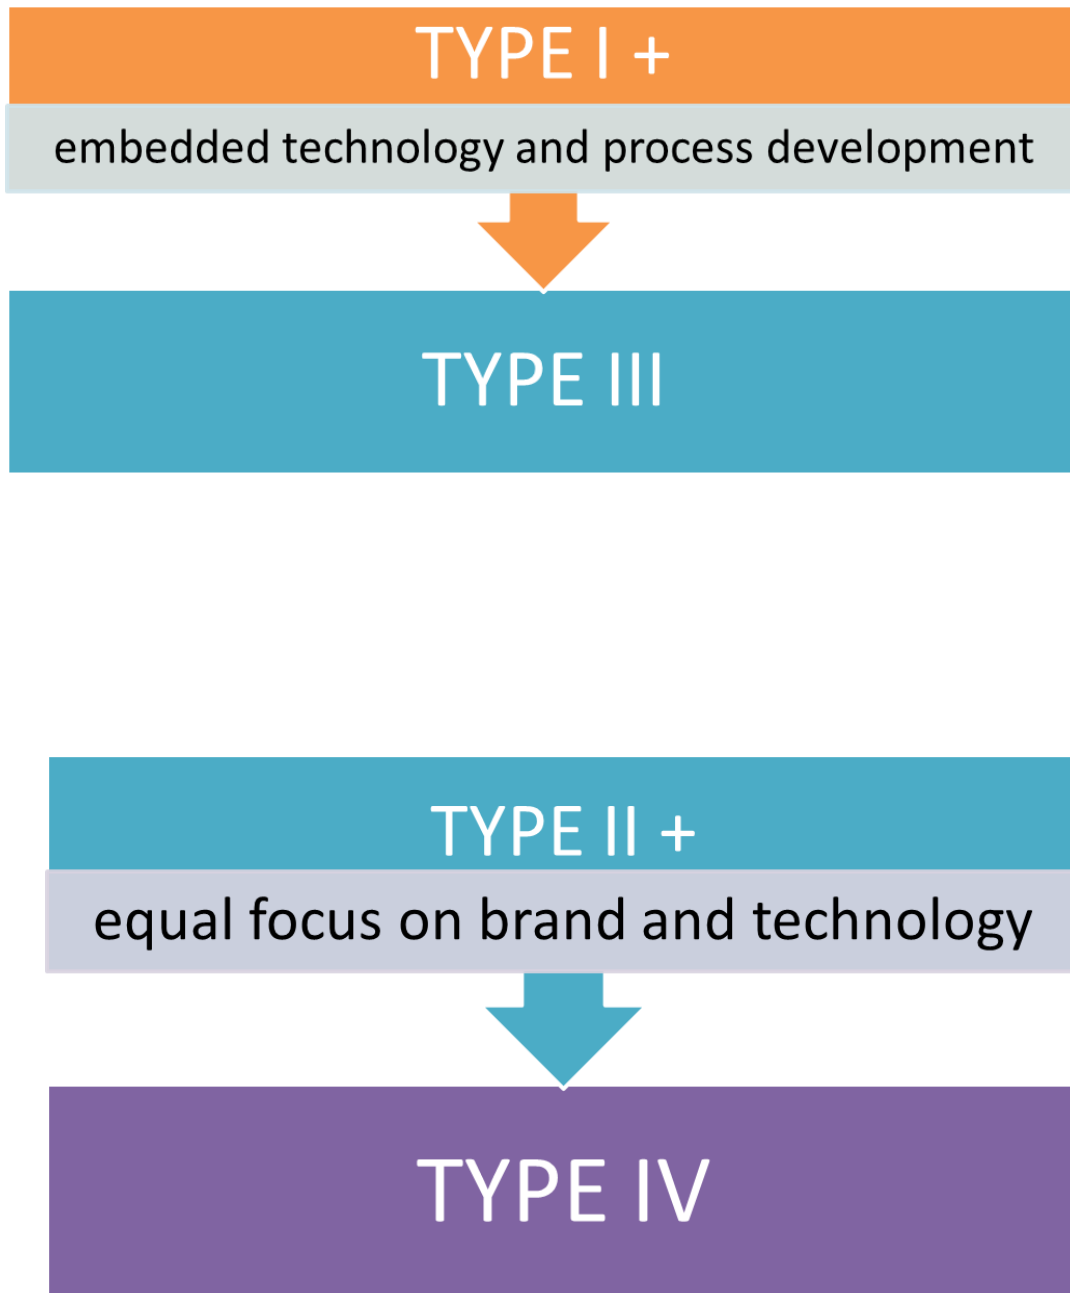 TYPE I +
embedded technology and process development
TYPE III
TYPE II +
equal focus on brand and technology
TYPE IV